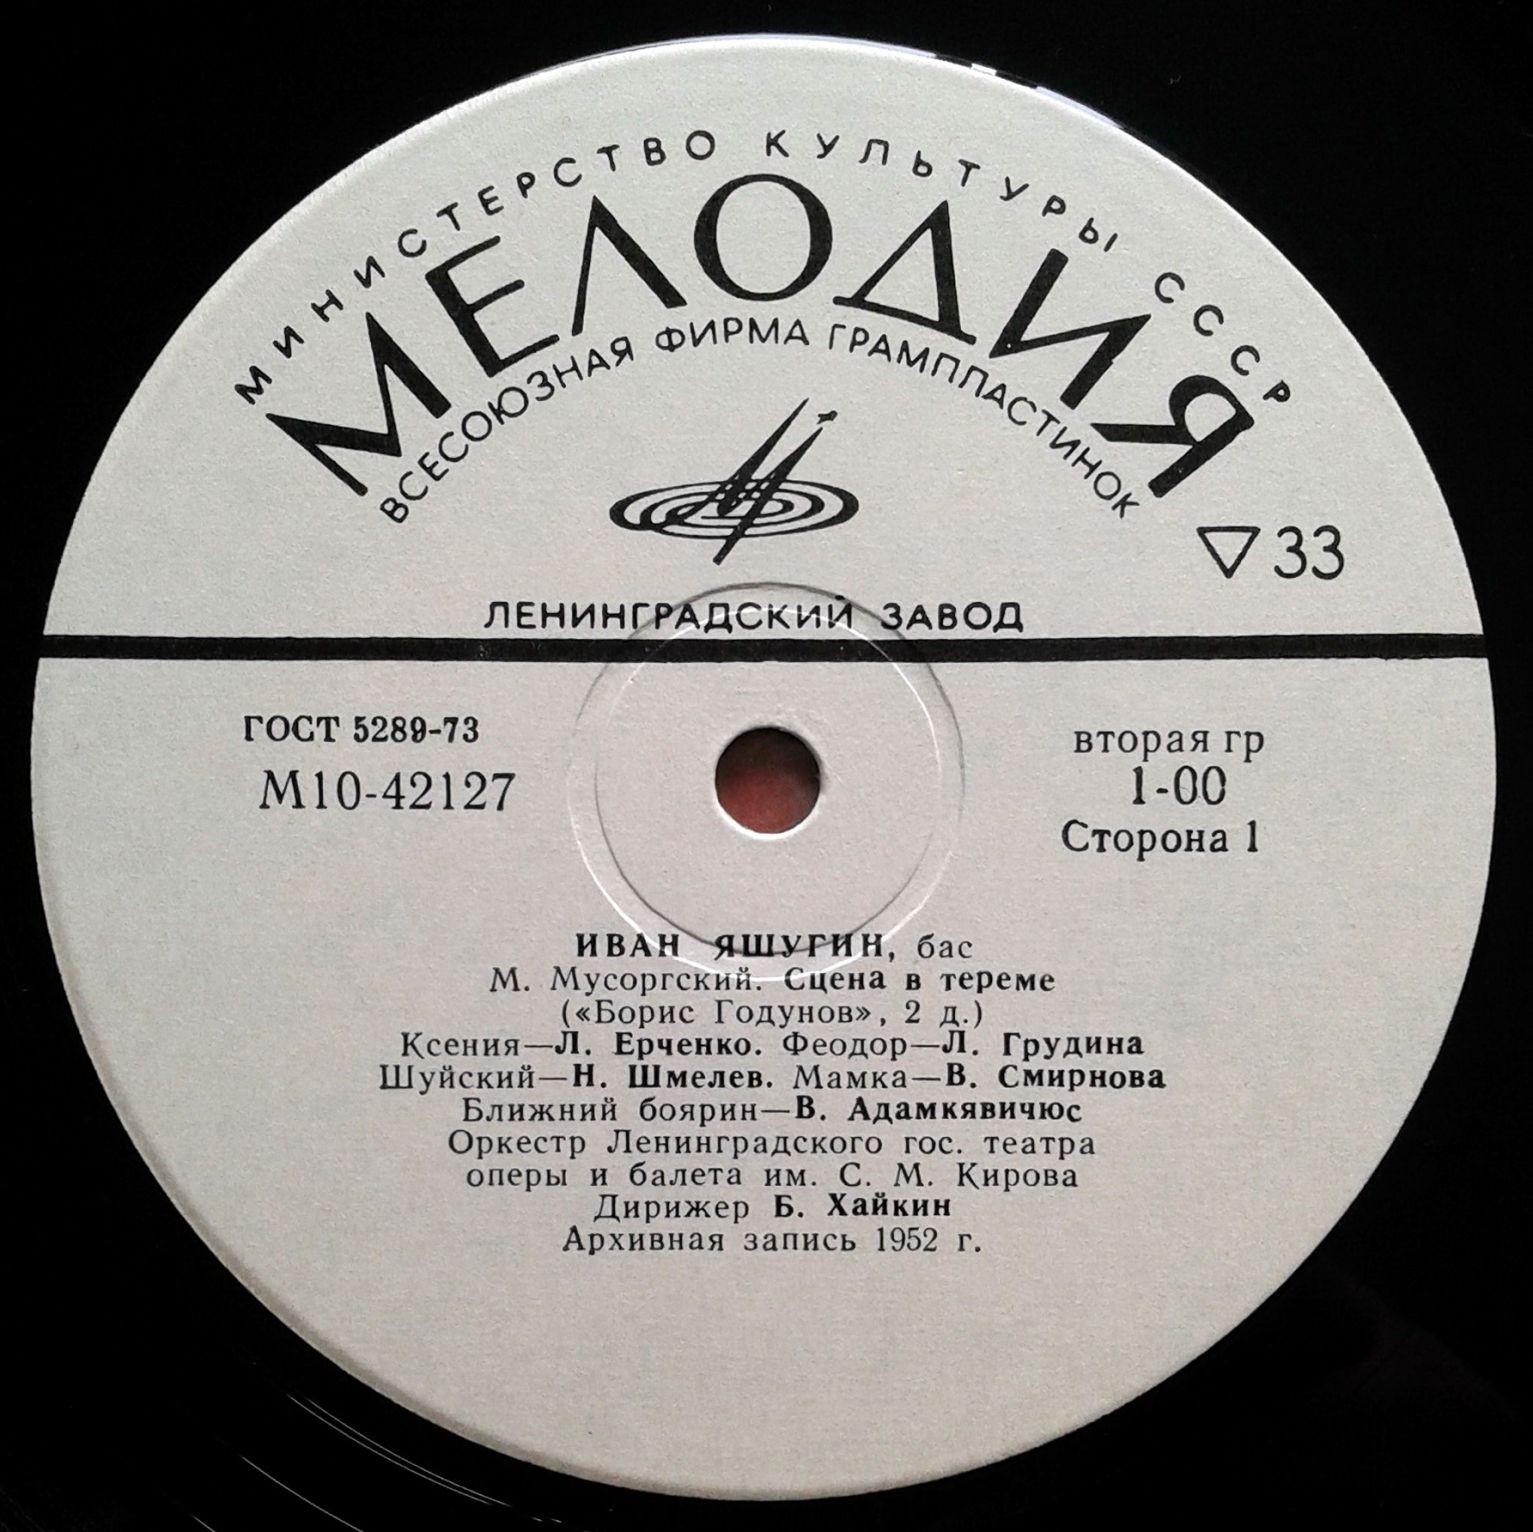 МИНИСТЕРСТВО КУЛЬТУРЫ СССР
МЕЛОДИЯ
ВСЕСОЮЗНАЯ ФИРМА ГРАМПЛАСТИНОК
▽ 33
ЛЕНИНГРАДСКИЙ ЗАВОД
ГОСТ 5289-73
М10-42127
вторая гр
1-00
Сторона 1
ИВАН ЯШУГИН, бас
М. Мусоргский. Сцена в тереме
(«Борис Годунов», 2 д.)
Ксения—Л. Ерченко. Феодор—Л. Грудина
Шуйский—Н. Шмелев. Мамка—В. Смирнова
Ближний боярин—В. Адамкявичюс
Оркестр Ленинградского гос. театра
оперы и балета им. С. М. Кирова
Дирижер Б. Хайкин
Архивная запись 1952 г.